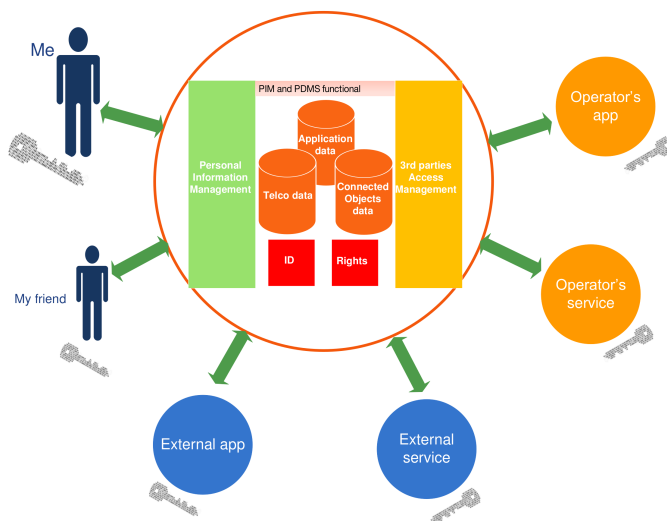 Me
PIM and PDMS functional
Operator's
app
Application
data
Personal
Information
Management
3rd parties
Access
Management
Telco data
Connected
Objects
data
ID
Rights
My friend
Operator's
service
External app
External
service